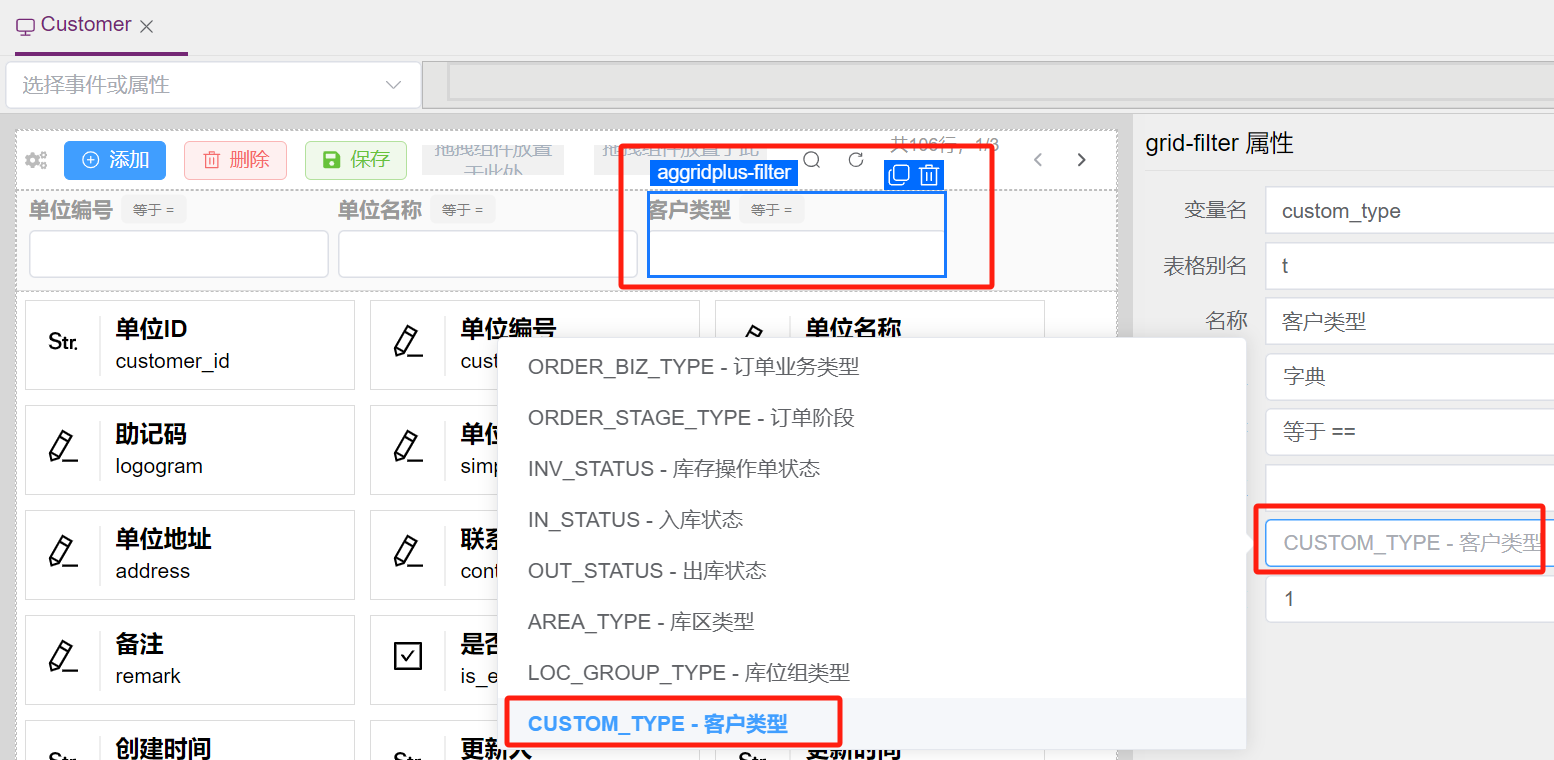 Customer
选择事件或属性
添加
删除
保存
拖拽组件放置
于此处
拖拽组件放置于此
共106行，1/3
aggridplus-filter
单位编号 等于 =
单位名称 等于 =
客户类型 等于 =
Str.
单位ID
customer_id
单位编号
cust
单位名称
助记码
logogram
单位
simp
单位地址
address
联系
cont
备注
remark
是否
is_e
Str.
创建时间
Str.
更新人
Str.
更新时间
ORDER_BIZ_TYPE - 订单业务类型
ORDER_STAGE_TYPE - 订单阶段
INV_STATUS - 库存操作单状态
IN_STATUS - 入库状态
OUT_STATUS - 出库状态
AREA_TYPE - 库区类型
LOC_GROUP_TYPE - 库位组类型
CUSTOM_TYPE - 客户类型
grid-filter 属性
变量名 custom_type
表格别名 t
名称 客户类型
字典
等于 ==
CUSTOM_TYPE - 客户类型
1